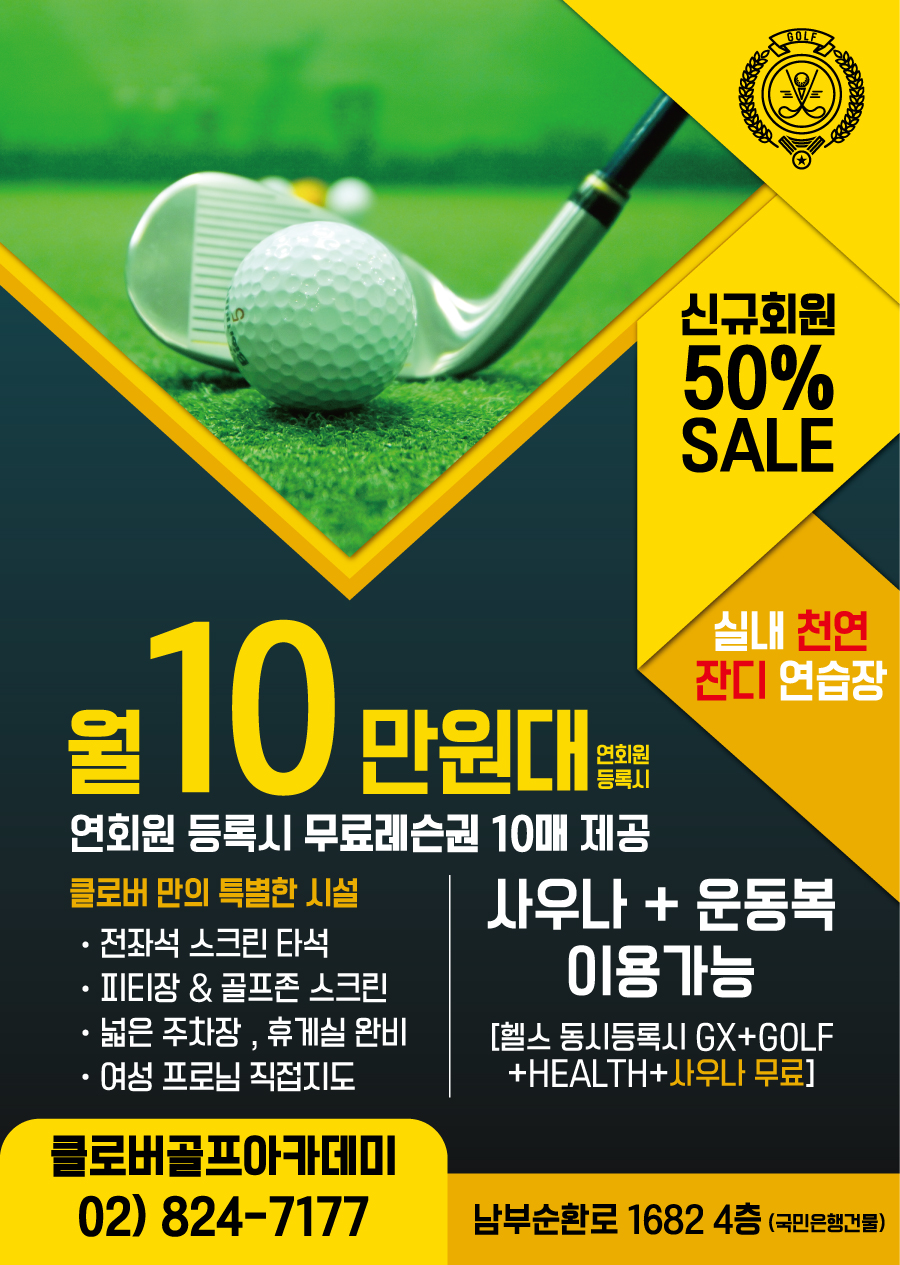 GOLF
신규회원
50%
SALE
실내 천연
잔디 연습장
월10만원대
연회원
등록시
연회원 등록시 무료레슨권 10매 제공
클로버 만의 특별한 시설
· 전좌석 스크린 타석
· 피티장 & 골프존 스크린
· 넓은 주차장 , 휴게실 완비
· 여성 프로님 직접지도
사우나 + 운동복
이용가능
[헬스 동시등록시 GX+GOLF
+HEALTH+사우나 무료]
클로버골프아카데미
02) 824-7177
남부순환로 1682 4층 (국민은행건물)